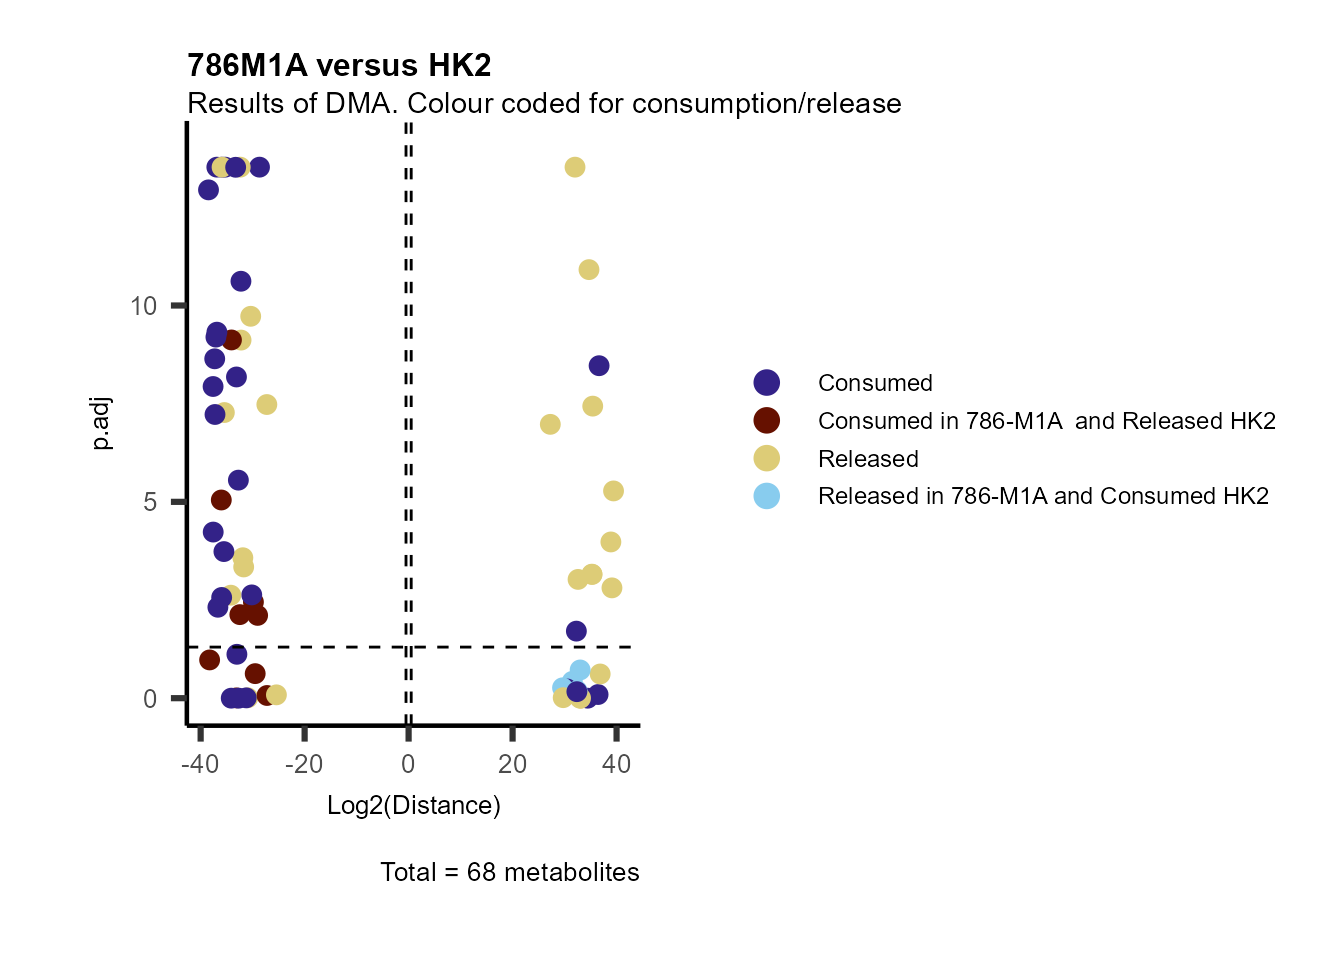 786M1A versus HK2
Results of DMA. Colour coded for consumption/release
10
5
0
p.adj
-40 -20 0 20 40
Log2(Distance)
Consumed
Consumed in 786-M1A  and Released HK2
Released
Released in 786-M1A and Consumed HK2
Total = 68 metabolites